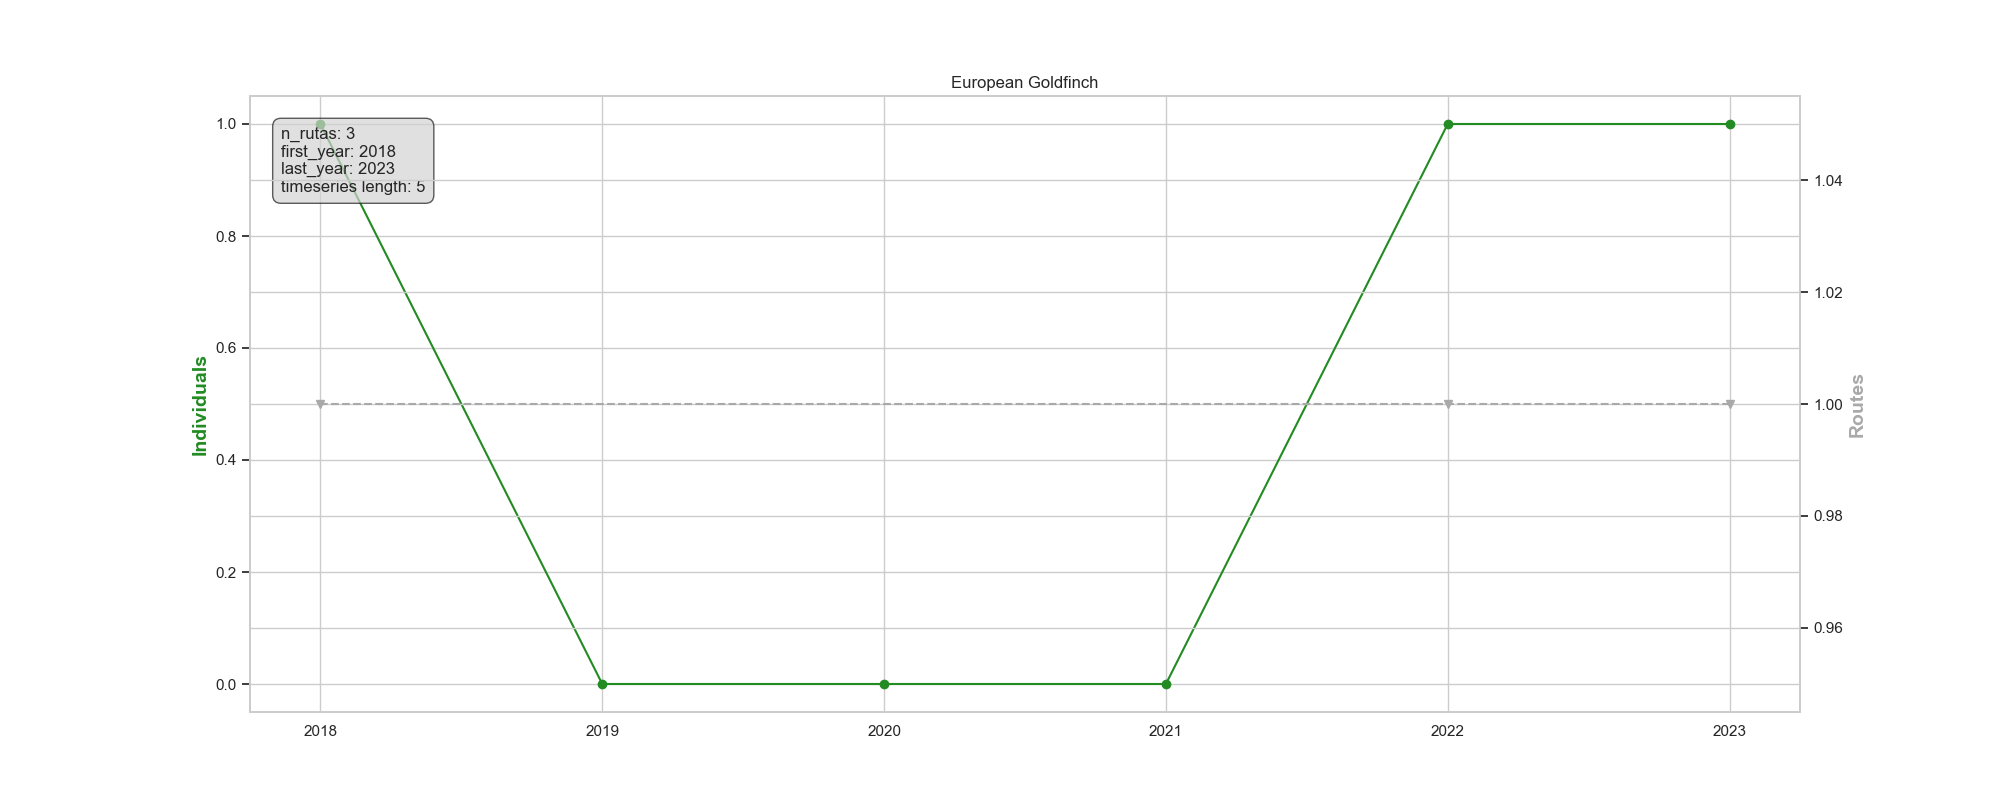 European Goldfinch
n_rutas: 3
first_year: 2018
last_year: 2023
timeseries length: 5
1.0
0.8
0.6
0.4
0.2
0.0
Individuals
1.04
1.02
1.00
0.98
0.96
Routes
2018 2019 2020 2021 2022 2023